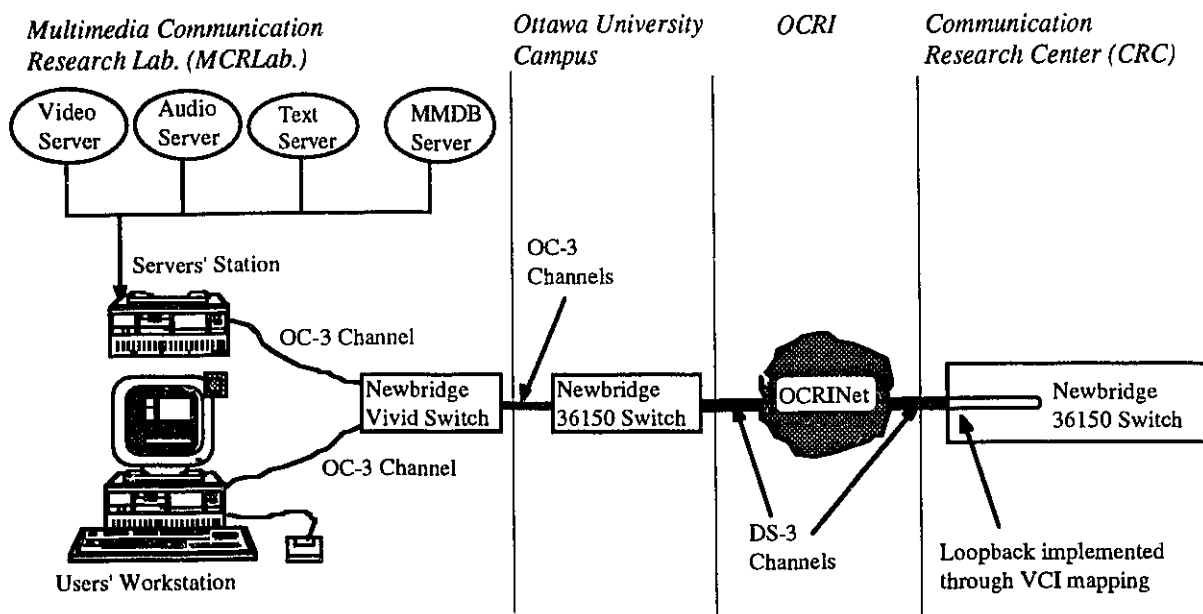 Multimedia Communication
Research Lab. (MCRLab.)
Ottawa University
Campus
OCRI
Communication
Research Center (CRC)
Video
Server
Audio
Server
Text
Server
MMDB
Server
Servers' Station
OC-3
Channels
OC-3 Channel
Newbridge
Vivid Switch
Newbridge
36150 Switch
OCRINet
Newbridge
36150 Switch
OC-3 Channel
DS-3
Channels
Loopback implemented
through VCI mapping
Users' Workstation